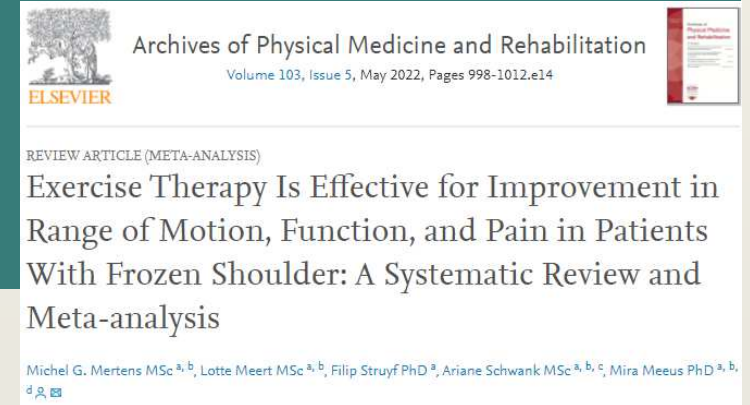 ELSEVIER
Archives of Physical Medicine and Rehabilitation
Volume 103, Issue 5, May 2022, Pages 998-1012.e14
REVIEW ARTICLE (META-ANALYSIS)
Exercise Therapy Is Effective for Improvement in
Range of Motion, Function, and Pain in Patients
With Frozen Shoulder: A Systematic Review and
Meta-analysis
Michel G. Mertens MSc a, b, Lotte Meert MSc a, b, Filip Struyf PhD a, Ariane Schwank MSc a, b, c, Mira Meeus PhD a, b,
d